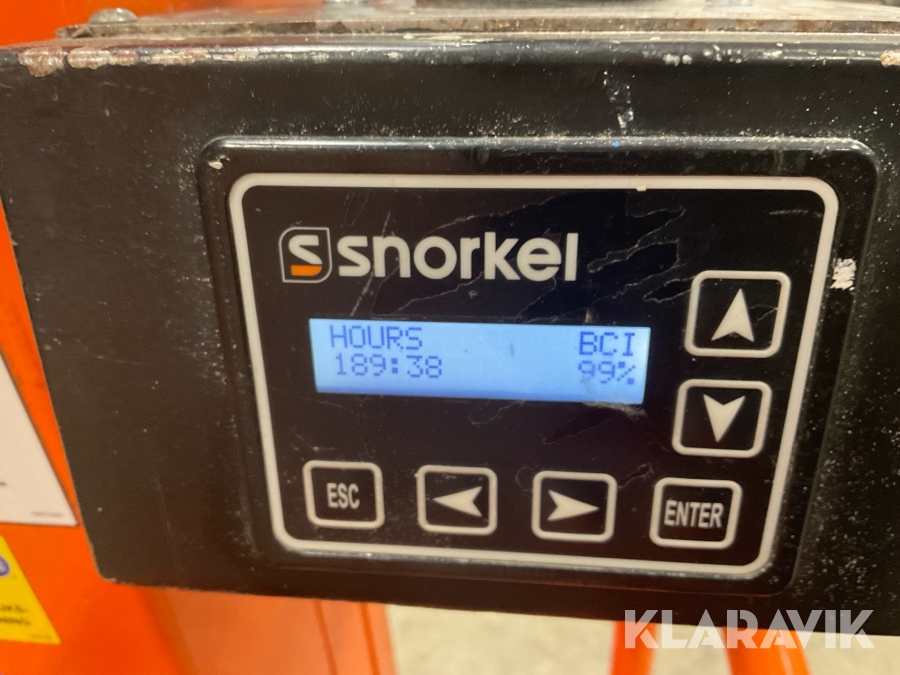 snorkel
HOURS BCI
189:38 99%
ESC
ENTER
KLARAVIK